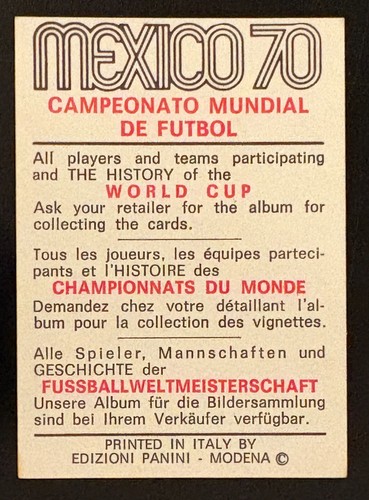 MEXICO 70
CAMPEONATO MUNDIAL
DE FUTBOL
All players and teams participating
and THE HISTORY of the
WORLD CUP
Ask your retailer for the album for
collecting the cards.
Tous les joueurs, les équipes parteci-
pants et l'HISTOIRE des
CHAMPIONNATS DU MONDE
Demandez chez votre détaillant l'al-
bum pour la collection des vignettes.
Alle Spieler, Mannschaften und
GESCHICHTE der
FUSSBALLWELTMEISTERSCHAFT
Unsere Album für die Bildersammlung
sind bei Ihrem Verkäufer verfügbar.
PRINTED IN ITALY BY
EDIZIONI PANINI - MODENA ©